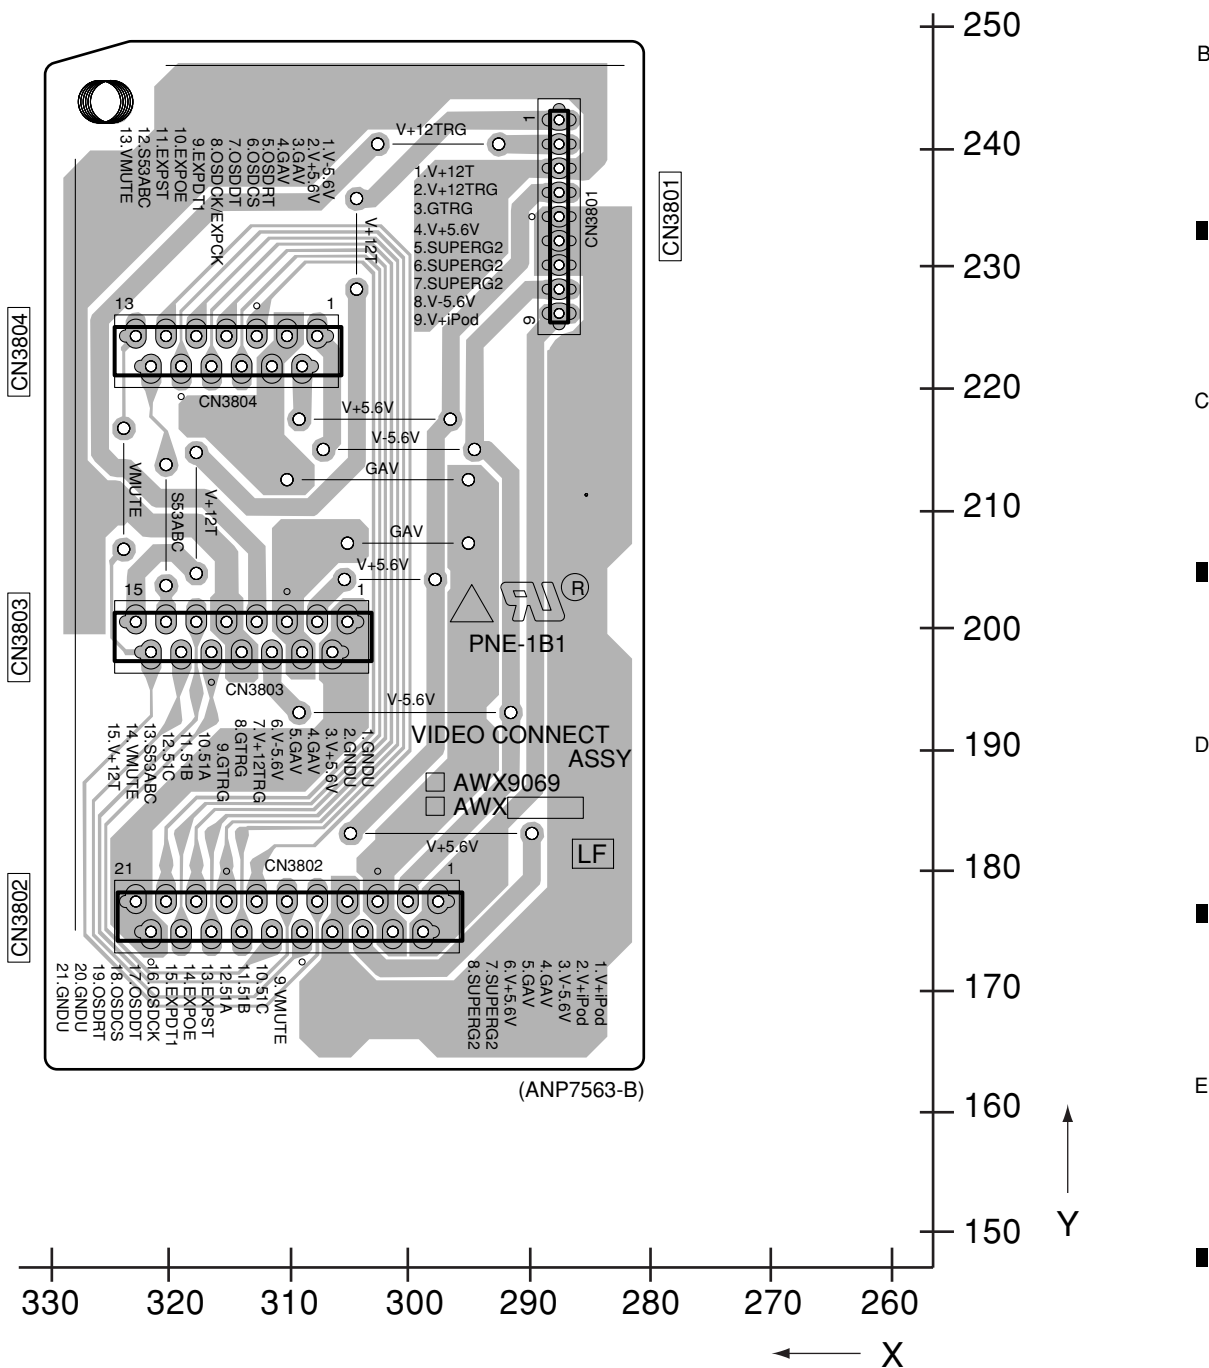 250
B
240
230
220
C
210
200
190
D
180
170
160
E
150
Y
330 320 310 300 290 280 270 260
X
13.VMUTE
12.S53ABC
11.EXPST
10.EXPOE
9.EXPDT1
8.OSDCK/EXPCK
7.OSDDT
6.OSDCS
5.OSDRT
4.GAV
3.GAV
2.V+5.6V
1.V-5.6V
V+12TRG
1
1.V+12T
2.V+12TRG
3.GTRG
4.V+5.6V
5.SUPERG2
6.SUPERG2
7.SUPERG2
8.V-5.6V
9.V+iPod
9
CN3801
CN3801
V+12T
13 1
CN3804
CN3804
V+5.6V
V-5.6V
GAV
VMUTE
S53ABC
V+12T
GAV
V+5.6V
15 1
CN3803
R
PNE-1B1
CN3803
V-5.6V
15.V+12T
14.VMUTE
13.S53ABC
12.51C
11.51B
10.51A
9.GTRG
8.GTRG
7.V+12TRG
6.V-5.6V
5.GAV
4.GAV
3.V+5.6V
2.GNDU
1.GNDU
VIDEO CONNECT
ASSY
AWX9069
AWX
V+5.6V
LF
CN3802
21 1
CN3802
21.GNDU
20.GNDU
19.OSDRT
18.OSDCS
17.OSDDT
16.OSDCK
15.EXPDT1
14.EXPOE
13.EXPST
12.51A
11.51B
10.51C
9.VMUTE
8.SUPERG2
7.SUPERG2
6.V+5.6V
5.GAV
4.GAV
3.V-5.6V
2.V+iPod
1.V+iPod
(ANP7563-B)